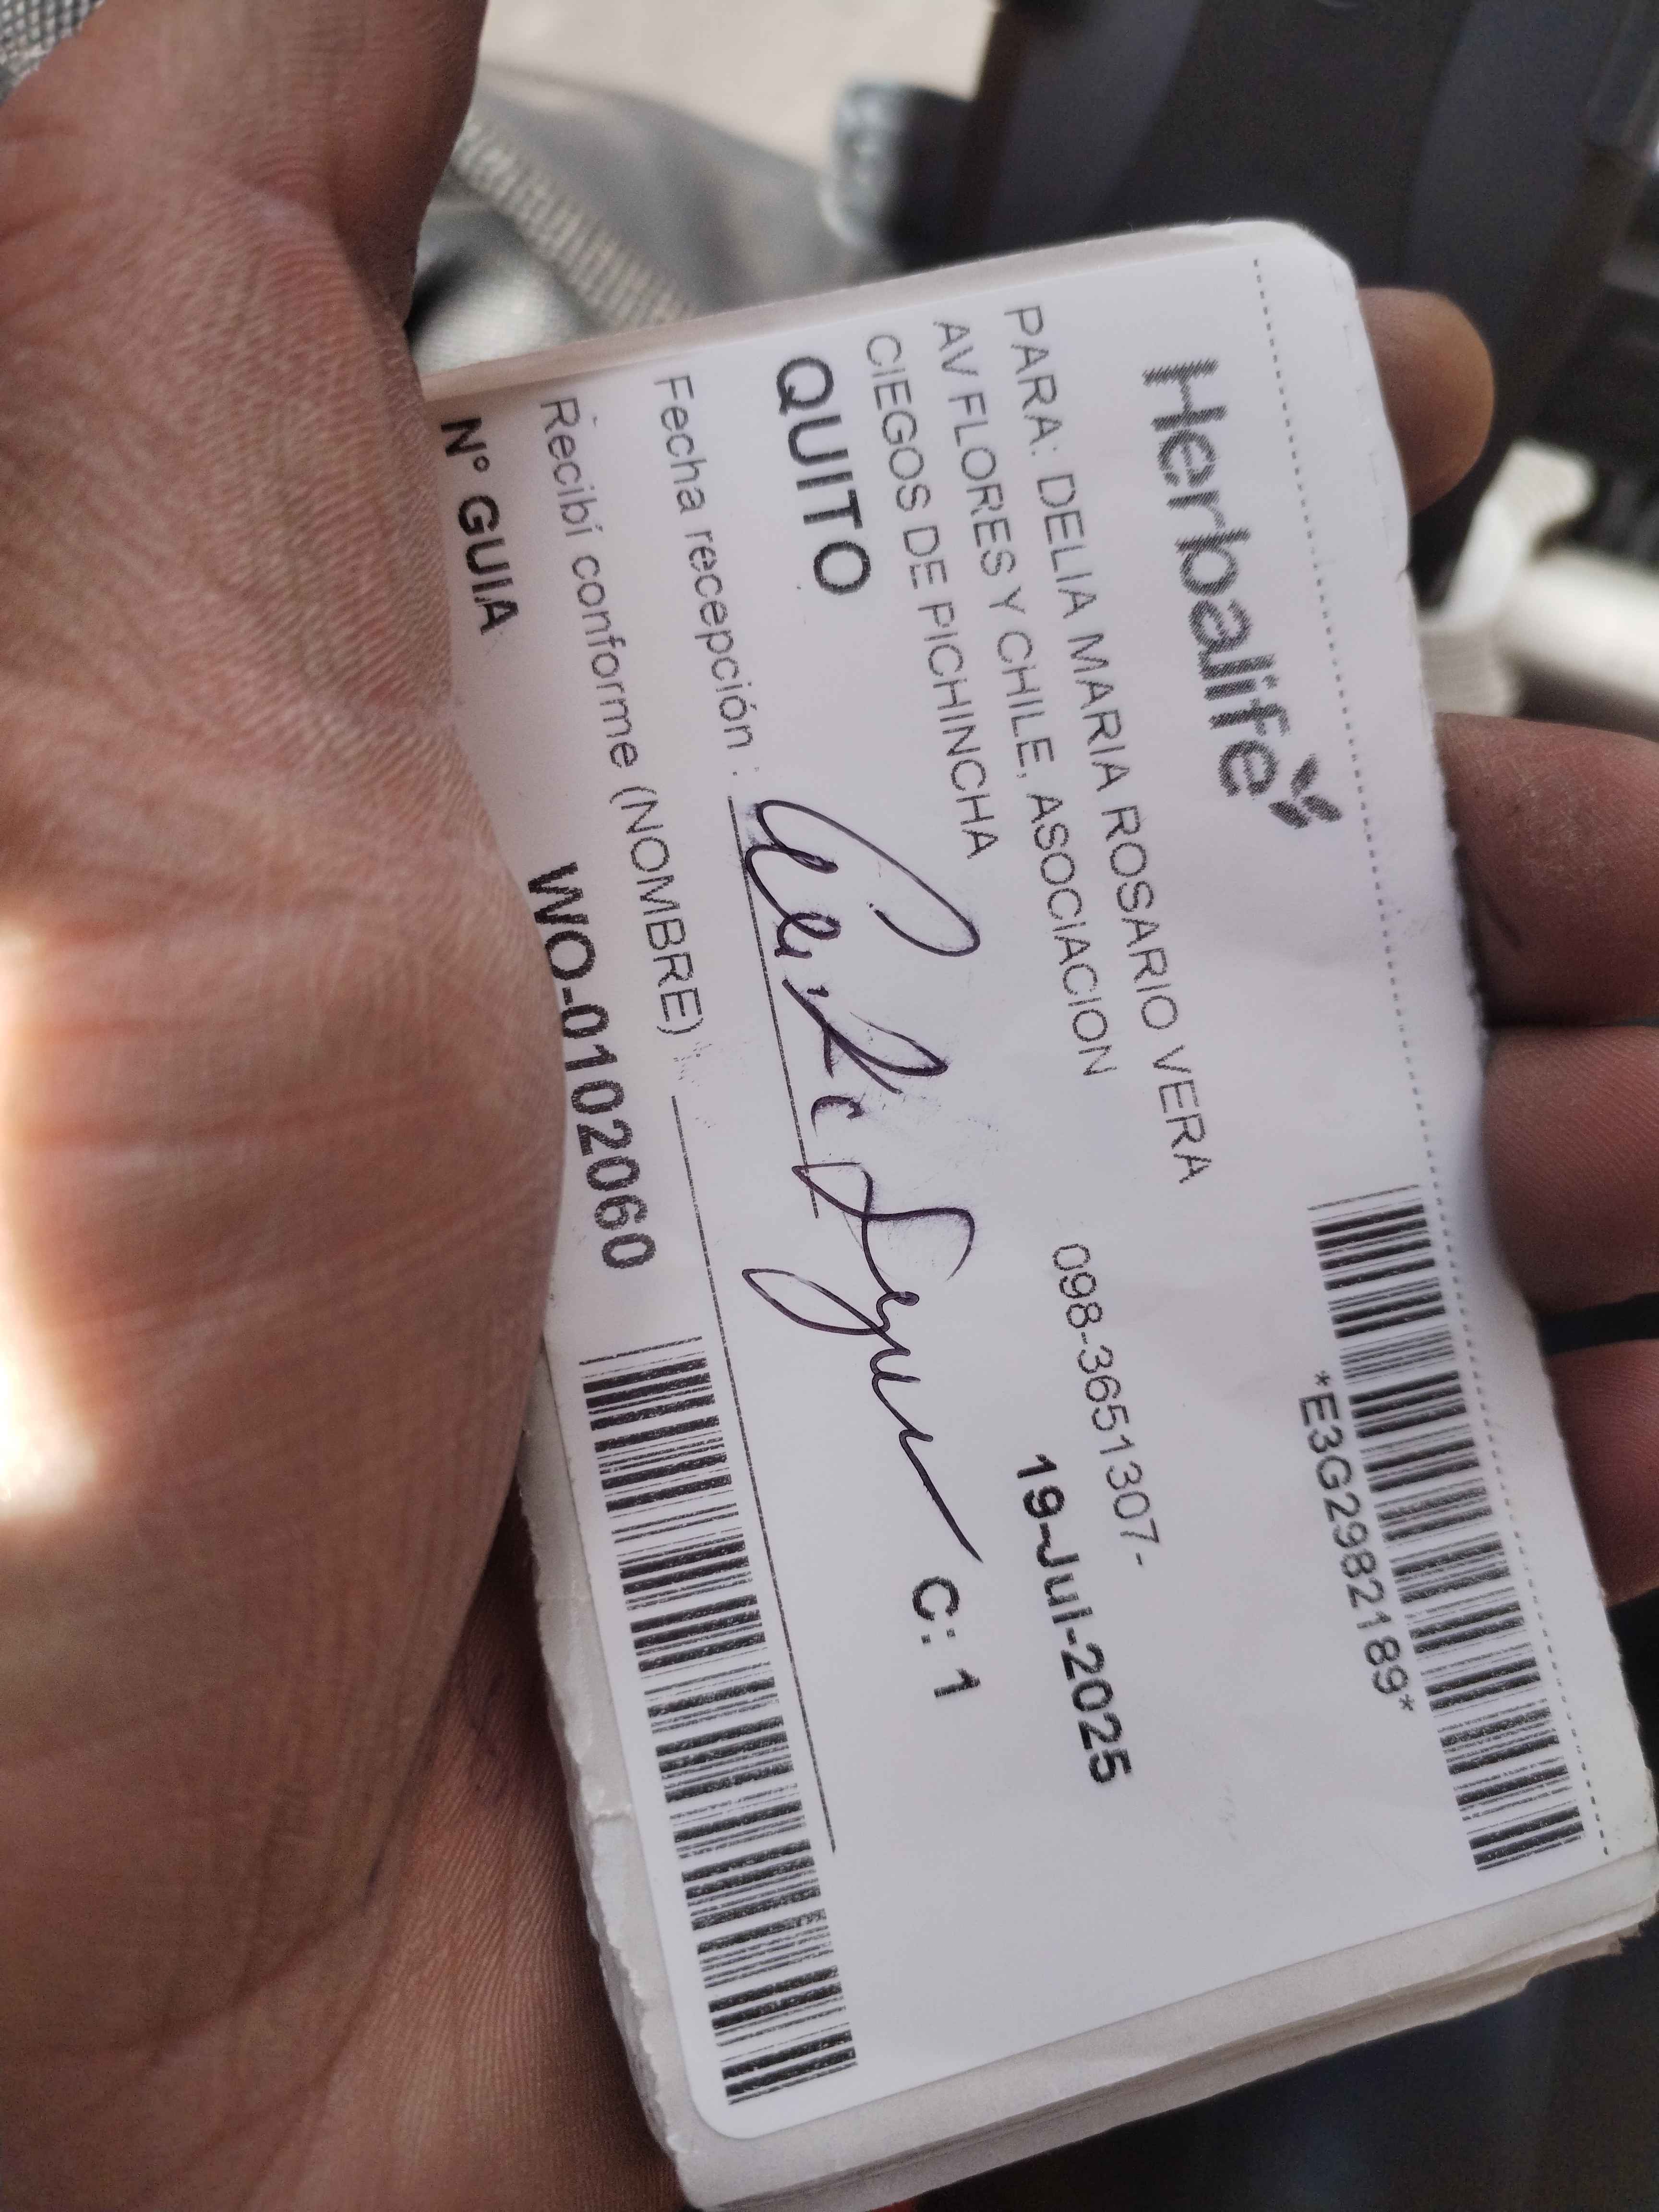 Herbalife
*E3G2982189*
PARA: DELIA MARIA ROSARIO VERA
AV FLORES Y CHILE, ASOCIACION 098-3651307-
CIEGOS DE PICHINCHA
19-Jul-2025
QUITO
C: 1
Fecha recepción :
Recibí conforme (NOMBRE) :
N° GUIA WO-0102060